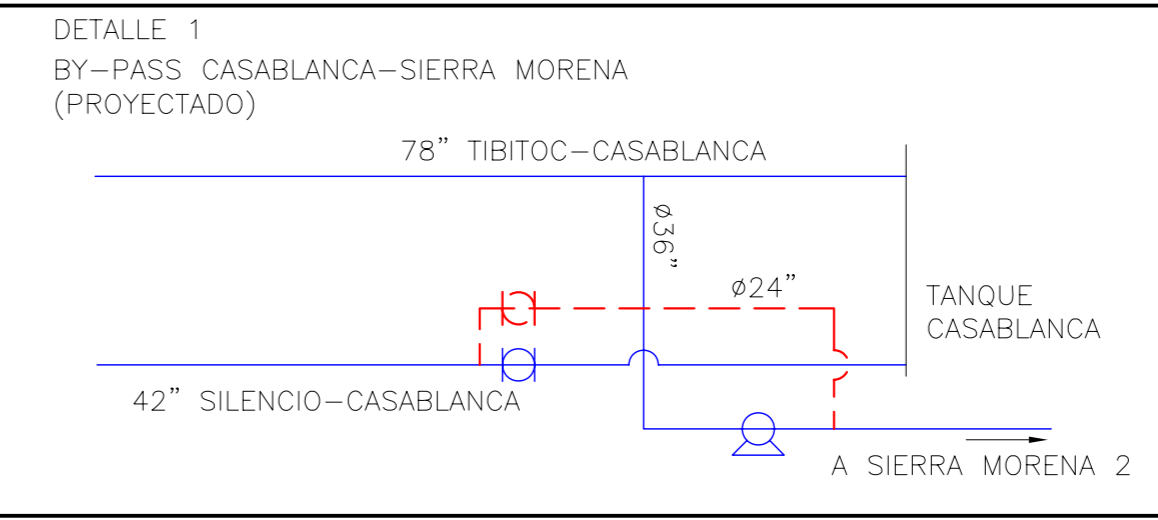 DETALLE 1
BY-PASS CASABLANCA-SIERRA MORENA
(PROYECTADO)
78" TIBITOC-CASABLANCA
ø36"
ø24"
TANQUE
CASABLANCA
42" SILENCIO-CASABLANCA
A SIERRA MORENA 2